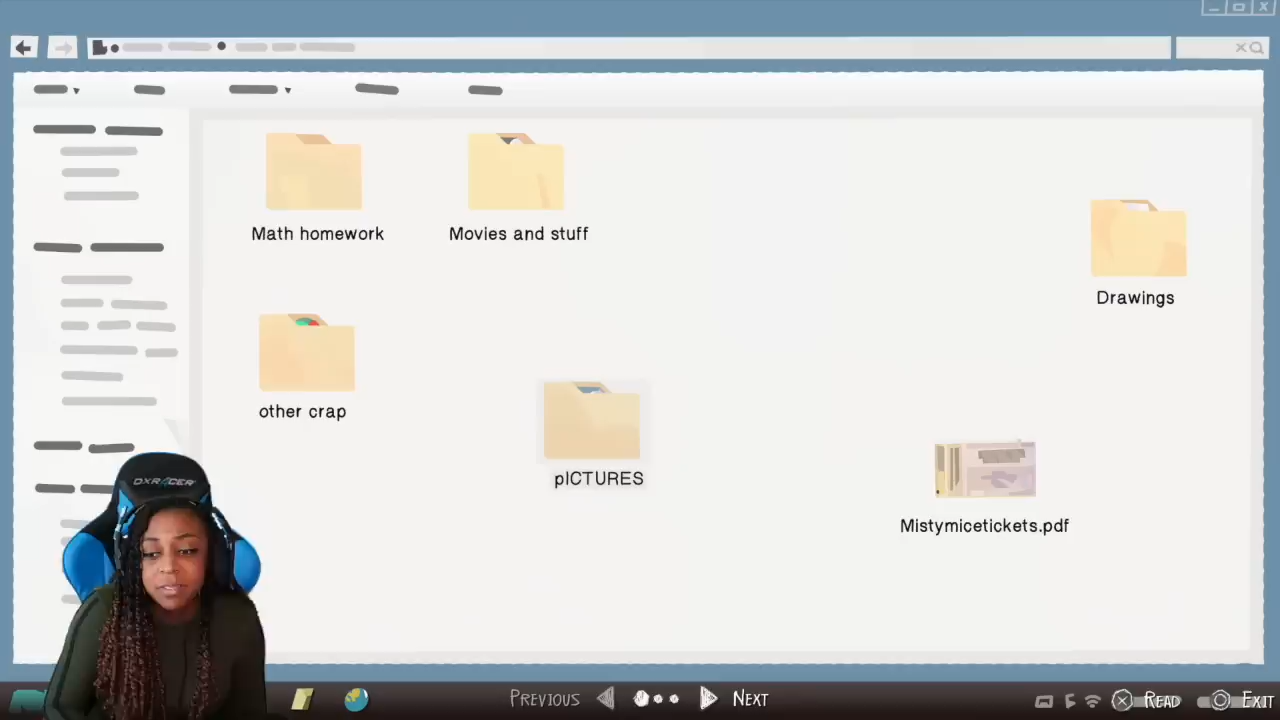 Math homework
Movies and stuff
Drawings
other crap
pICTURES
Mistymicetickets.pdf
DXRACER
PREVIOUS
NEXT
READ
EXIT